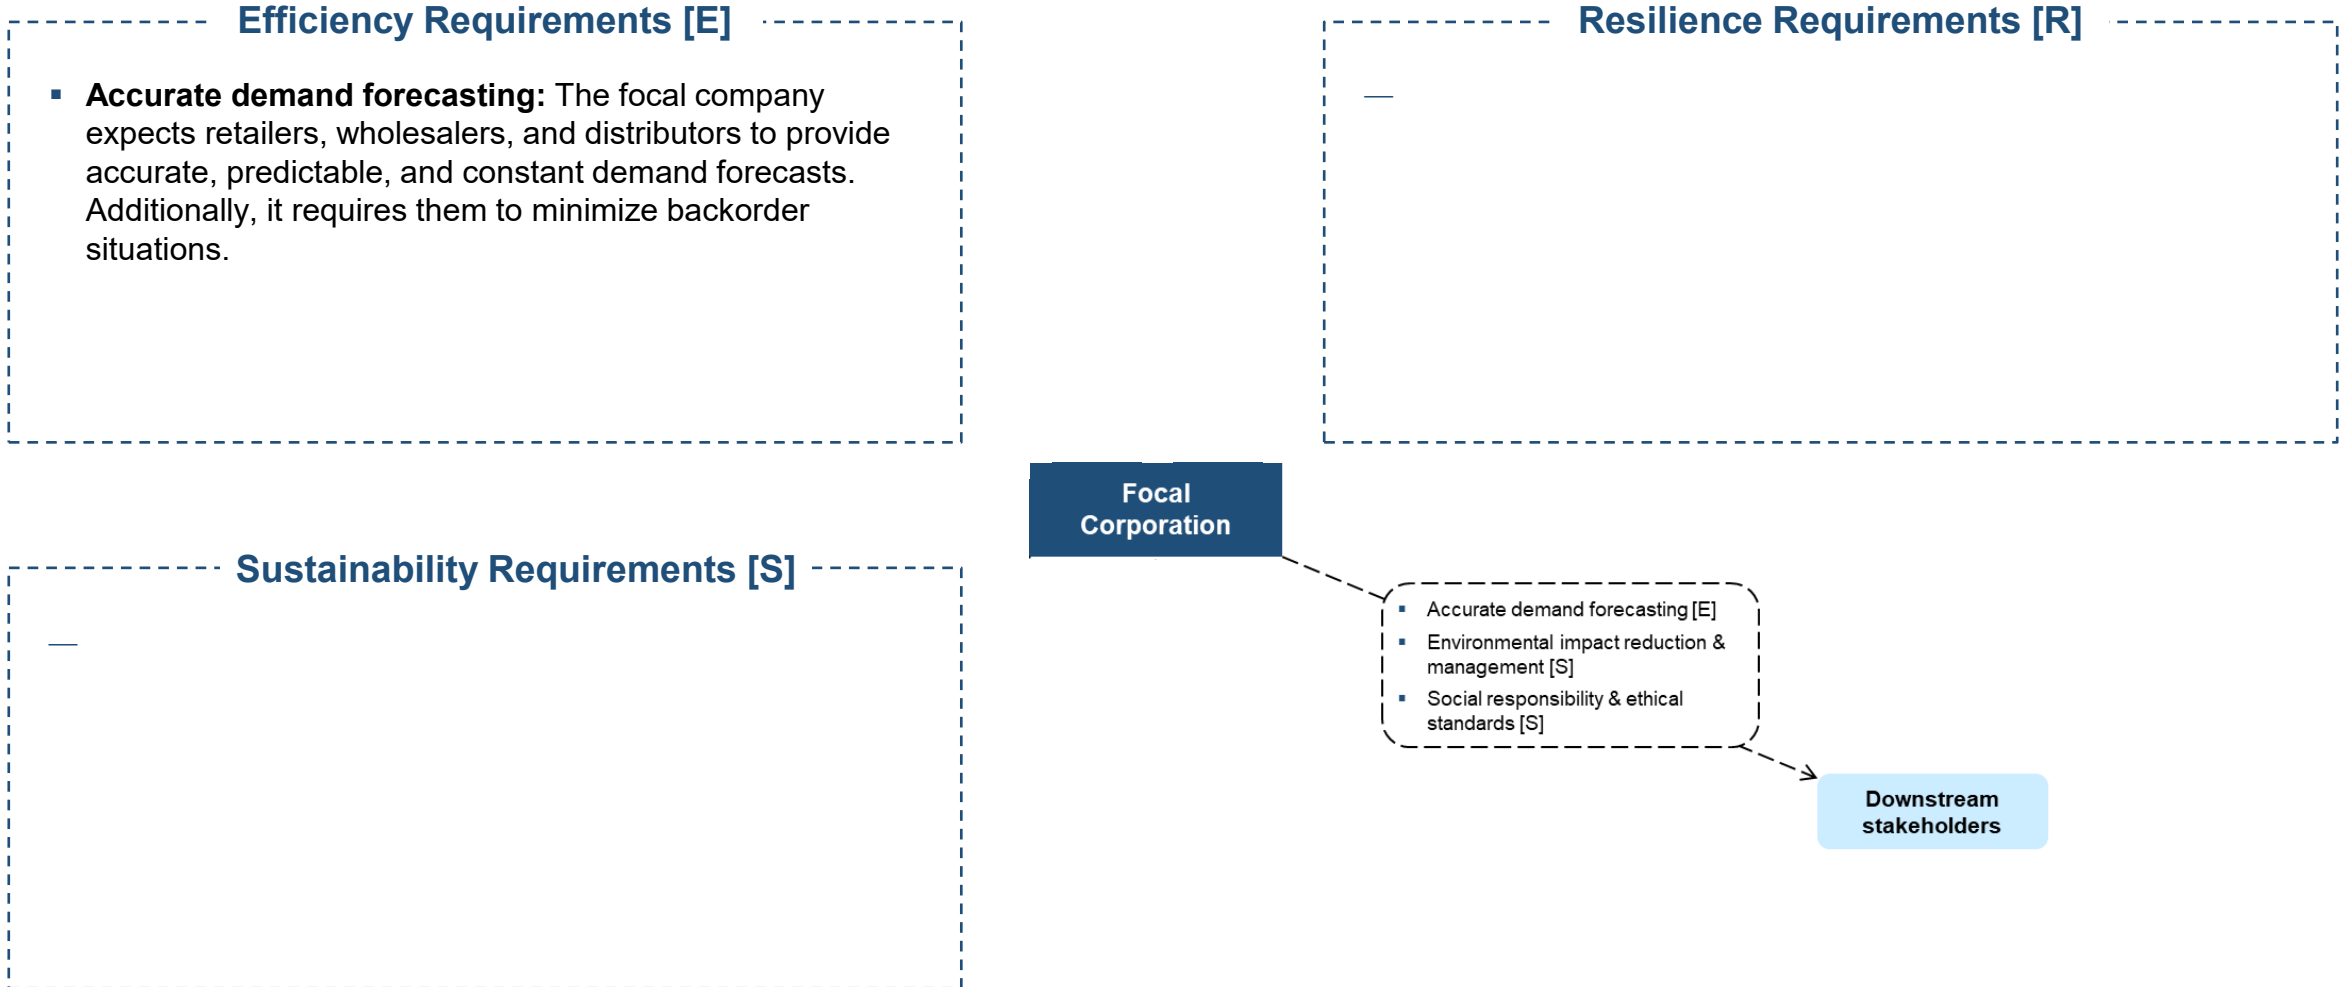 Efficiency Requirements [E]
▪ Accurate demand forecasting: The focal company
expects retailers, wholesalers, and distributors to provide
accurate, predictable, and constant demand forecasts.
Additionally, it requires them to minimize backorder
situations.
Resilience Requirements [R]
—
Focal
Corporation
Sustainability Requirements [S]
—
▪ Accurate demand forecasting [E]
▪ Environmental impact reduction &
management [S]
▪ Social responsibility & ethical
standards [S]
Downstream
stakeholders